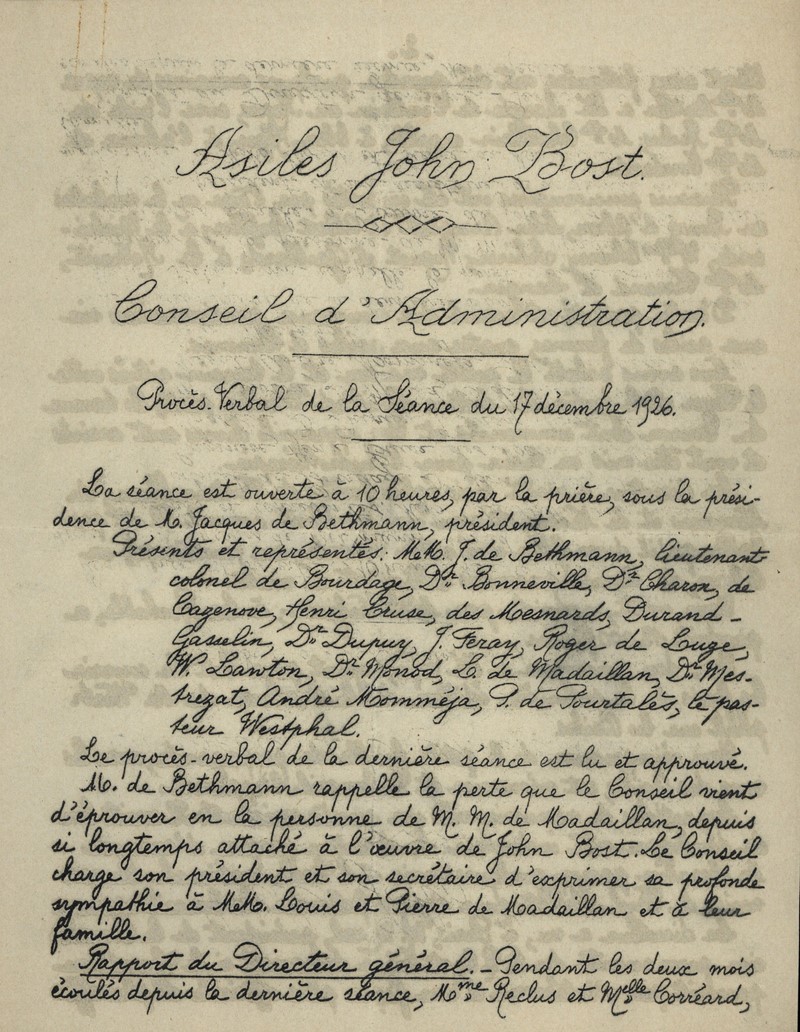 Asiles John Bost.
Conseil d'Administration.
Procès-Verbal de la Séance du 17 décembre 1926.
La séance est ouverte à 10 heures, par la prière, sous la prési-
dence de M. Jacques de Bethmann, président.
Présents et représentés: M.M. J. de Bethmann, lieutenant-
colonel de Bourdage, Dr. Bonneville, Dr. Charon, de
Cazenove, Henri Cruse, des Mesnards, Durand-
Gasselin, Dr. Dupuy, J. Feray, Roger de Luze,
W. Lawton, Dr. Monod, L. de Madaillan, Dr. Mes-
trezat, André Momméja, P. de Pourtalès, le pas-
teur Westphal.
Le procès-verbal de la dernière séance est lu et approuvé.
M. de Bethmann rappelle la perte que le Conseil vient
d'éprouver en la personne de M. M. de Madaillan, depuis
si longtemps attaché à l'œuvre de John Bost. Le Conseil
charge son président et son secrétaire d'exprimer sa profonde
sympathie à M.M. Louis et Pierre de Madaillan et à leur
famille.
Rapport du Directeur général. - Pendant les deux mois
écoulés depuis la dernière séance, Mme Reclus et Melle Corréard,